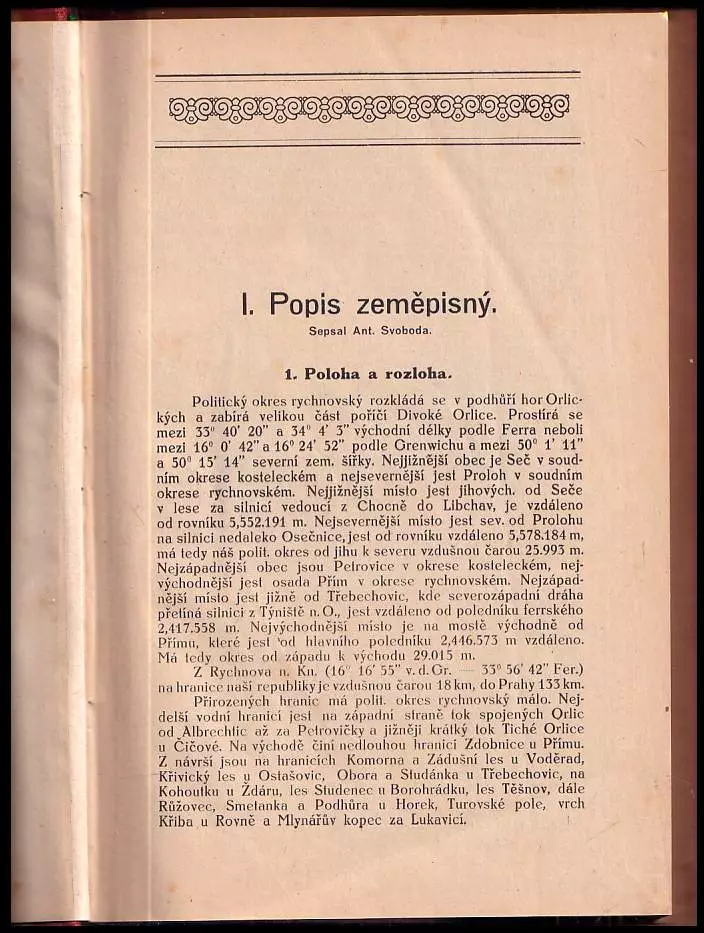 I. Popis zeměpisný.
Sepsal Ant. Svoboda.
1. Poloha a rozloha.
Politický okres rychnovský rozkládá se v podhůří hor Orlic-
kých a zabírá velikou část poříčí Divoké Orlice. Prostírá se
mezi 33⁰ 40' 20" a 34⁰ 4' 3" východní délky podle Ferra neboli
mezi 16⁰ 0' 42" a 16⁰ 24' 52" podle Grenwichu a mezi 50⁰ 1' 11"
a 50⁰ 15' 14" severní zem. šířky. Nejjižnější obec je Seč v soud-
ním okrese kosteleckém a nejsevernější jest Proloh v soudním
okrese rychnovském. Nejjižnější místo jest jihových. od Seče
v lese za silnicí vedoucí z Chocně do Libchav, je vzdáleno
od rovníku 5,552.191 m. Nejsevernější místo jest sev. od Prolohu
na silnici nedaleko Osečnice, jest od rovníku vzdáleno 5,578.184 m,
má tedy náš polit. okres od jihu k severu vzdušnou čarou 25.993 m.
Nejzápadnější obec jsou Petrovice v okrese kosteleckém, nej-
východnější jest osada Přím v okrese rychnovském. Nejzápad-
nější místo jest jižně od Třebechovic, kde severozápadní dráha
přetíná silnici z Týniště n. O., jest vzdáleno od poledníku ferrského
2,417.558 m. Nejvýchodnější místo je na mostě východně od
Přímu, které jest od hlavního poledníku 2,446.573 m vzdáleno.
Má tedy okres od západu k východu 29.015 m.
Z Rychnova n. Kn. (16⁰ 16' 55" v. d. Gr. — 33⁰ 56' 42" Fer.)
na hranice naší republiky je vzdušnou čarou 18 km, do Prahy 133 km.
Přirozených hranic má polit. okres rychnovský málo. Nej-
delší vodní hranicí jest na západní straně tok spojených Orlic
od Albrechtic až za Petrovičky a jižněji krátký tok Tiché Orlice
u Čičové. Na východě činí nedlouhou hranici Zdobnice u Přímu.
Z návrší jsou na hranicích Komorna a Zádušní les u Voděrad,
Křivický les u Ostašovic, Obora a Studánka u Třebechovic, na
Kohoutku u Ždáru, les Studenec u Borohrádku, les Těšnov, dále
Růžovec, Smetanka a Podhůra u Horek, Turovské pole, vrch
Křiba u Rovně a Mlynářův kopec za Lukavicí.